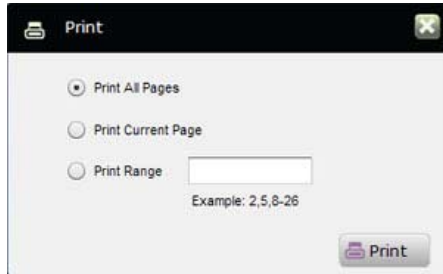 Print
Print All Pages
Print Current Page
Print Range
Example: 2,5,8-26
Print